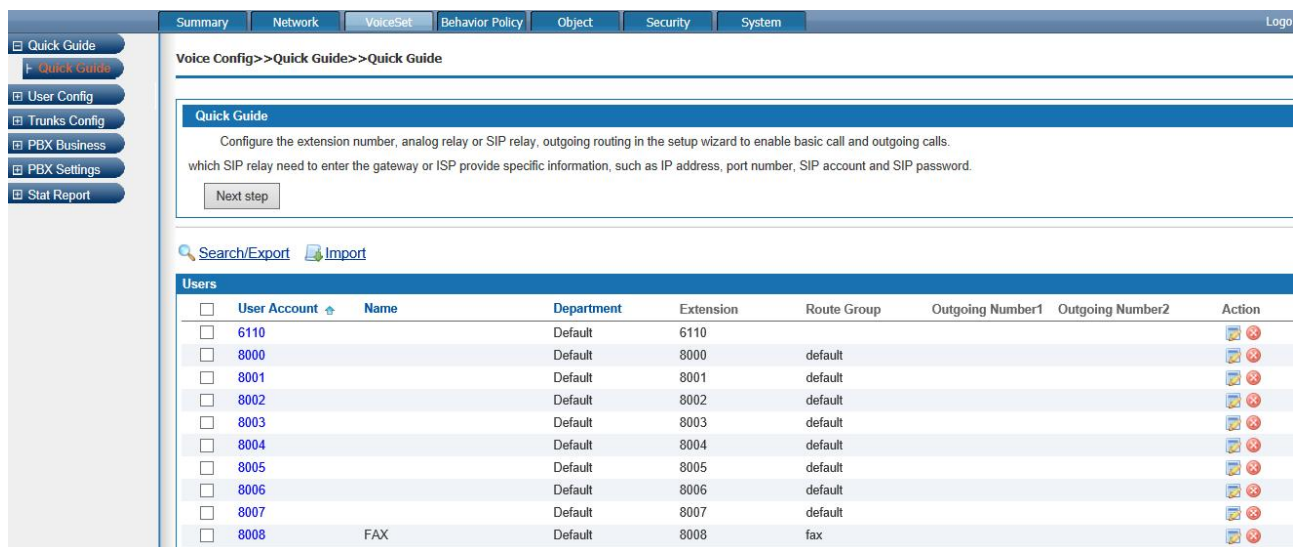 Summary Network VoiceSet Behavior Policy Object Security System Logo
Quick Guide
Quick Guide
User Config
Trunks Config
PBX Business
PBX Settings
Stat Report
Voice Config>>Quick Guide>>Quick Guide
Quick Guide
Configure the extension number, analog relay or SIP relay, outgoing routing in the setup wizard to enable basic call and outgoing calls.
which SIP relay need to enter the gateway or ISP provide specific information, such as IP address, port number, SIP account and SIP password.
Next step
Search/Export Import
Users
User Account Name Department Extension Route Group Outgoing Number1 Outgoing Number2 Action
6110 Default 6110
8000 Default 8000 default
8001 Default 8001 default
8002 Default 8002 default
8003 Default 8003 default
8004 Default 8004 default
8005 Default 8005 default
8006 Default 8006 default
8007 Default 8007 default
8008 FAX Default 8008 fax